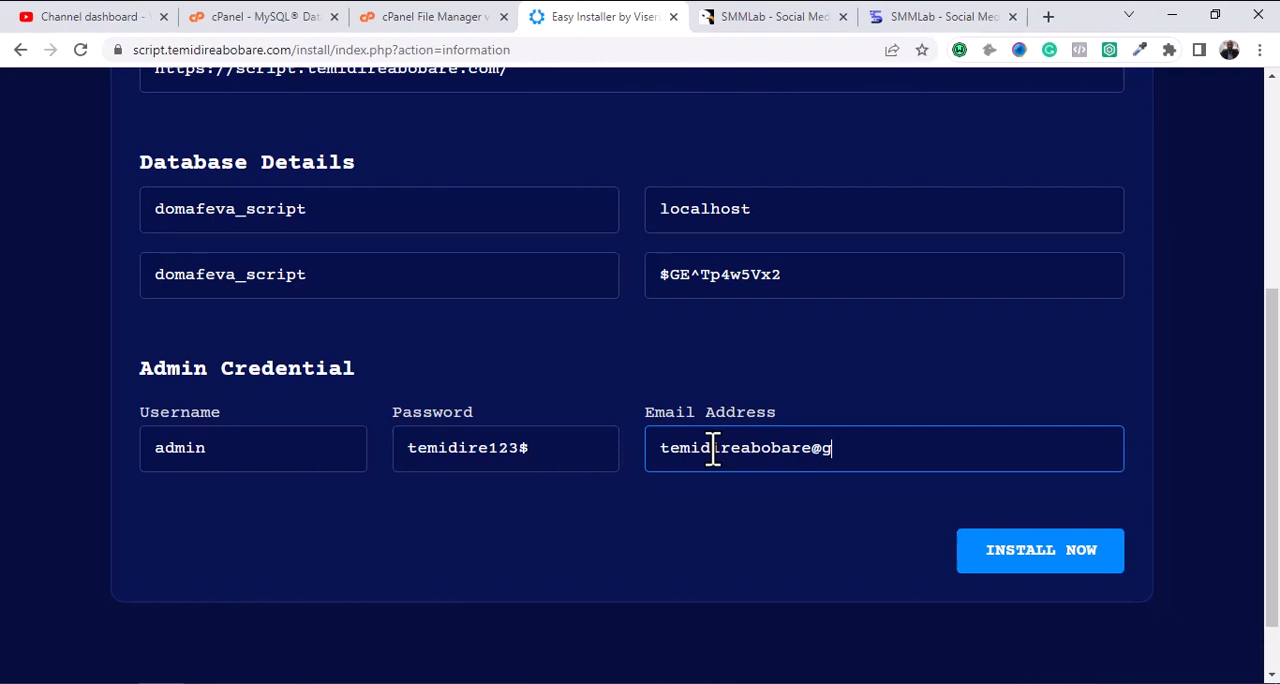 Channel dashboard -
cPanel - MySQL® Dat
cPanel File Manager v
Easy Installer by Viser
SMMLab - Social Med
SMMLab - Social Med
script.temidireabobare.com/install/index.php?action=information
https://script.temidireabobare.com/
Database Details
domafeva_script
localhost
domafeva_script
$GE^Tp4w5Vx2
Admin Credential
Username
Password
Email Address
admin
temidire123$
temidireabobare@g
INSTALL NOW